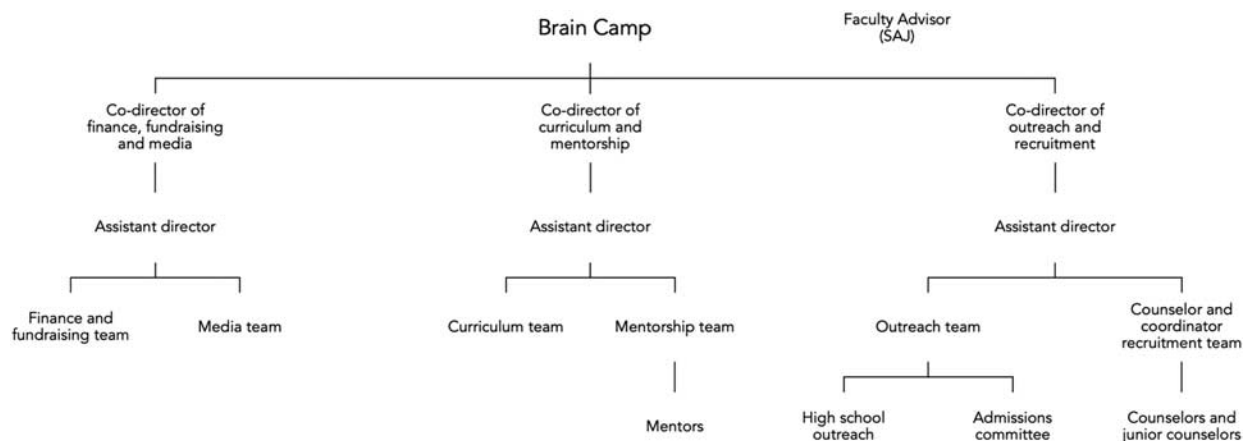 Brain Camp
Faculty Advisor
(SAJ)
Co-director of
finance, fundraising
and media
Co-director of
curriculum and
mentorship
Co-director of
outreach and
recruitment
Assistant director
Assistant director
Assistant director
Finance and
fundraising team
Media team
Curriculum team
Mentorship team
Outreach team
Counselor and
coordinator
recruitment team
Mentors
High school
outreach
Admissions
committee
Counselors and
junior counselors